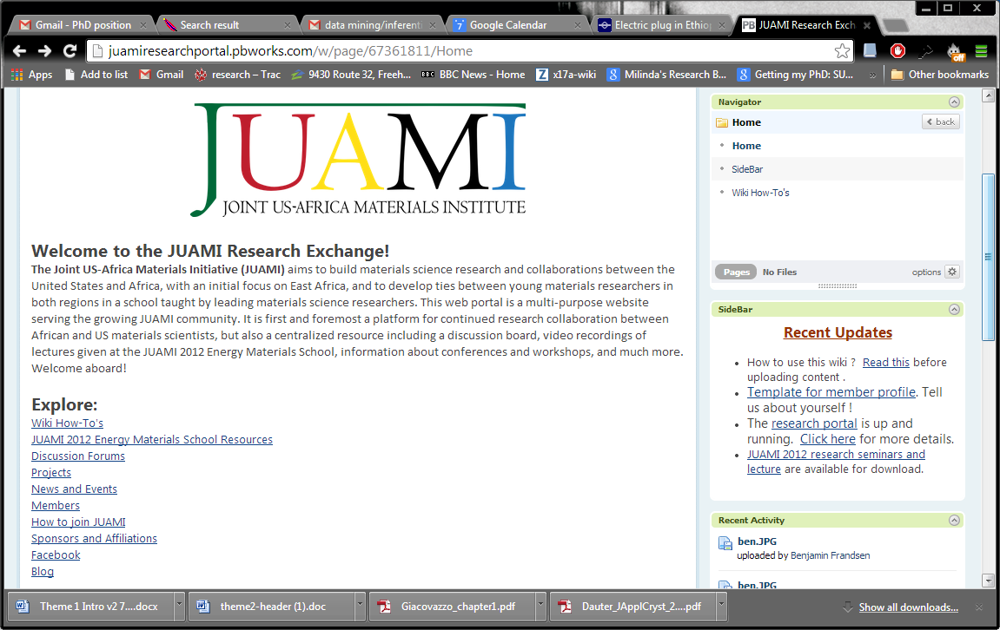 Gmail - PhD position
Search result
data mining/inferenti
Google Calendar
Electric plug in Ethiop
PB JUAMI Research Exch
juamiresearchportal.pbworks.com/w/page/67361811/Home
off
Apps
Add to list
Gmail
research – Trac
9430 Route 32, Freeh...
BBC BBC News - Home
Z x17a-wiki
8 Milinda's Research B...
8 Getting my PhD: SU...
»
Other bookmarks
JUAMI
JOINT US-AFRICA MATERIALS INSTITUTE
Welcome to the JUAMI Research Exchange!
The Joint US-Africa Materials Initiative (JUAMI) aims to build materials science research and collaborations between the
United States and Africa, with an initial focus on East Africa, and to develop ties between young materials researchers in
both regions in a school taught by leading materials science researchers. This web portal is a multi-purpose website
serving the growing JUAMI community. It is first and foremost a platform for continued research collaboration between
African and US materials scientists, but also a centralized resource including a discussion board, video recordings of
lectures given at the JUAMI 2012 Energy Materials School, information about conferences and workshops, and much more.
Welcome aboard!
Explore:
Wiki How-To's
JUAMI 2012 Energy Materials School Resources
Discussion Forums
Projects
News and Events
Members
How to join JUAMI
Sponsors and Affiliations
Facebook
Blog
Navigator
Home
< back
• Home
• SideBar
• Wiki How-To's
Pages No Files
options
SideBar
Recent Updates
• How to use this wiki ? Read this before
uploading content .
• Template for member profile. Tell
us about yourself !
• The research portal is up and
running. Click here for more details.
• JUAMI 2012 research seminars and
lecture are available for download.
Recent Activity
ben.JPG
uploaded by Benjamin Frandsen
ben.JPG
Theme 1 Intro v2 7....docx
theme2-header (1).doc
Giacovazzo_chapter1.pdf
Dauter_JApplCryst_2....pdf
Show all downloads...